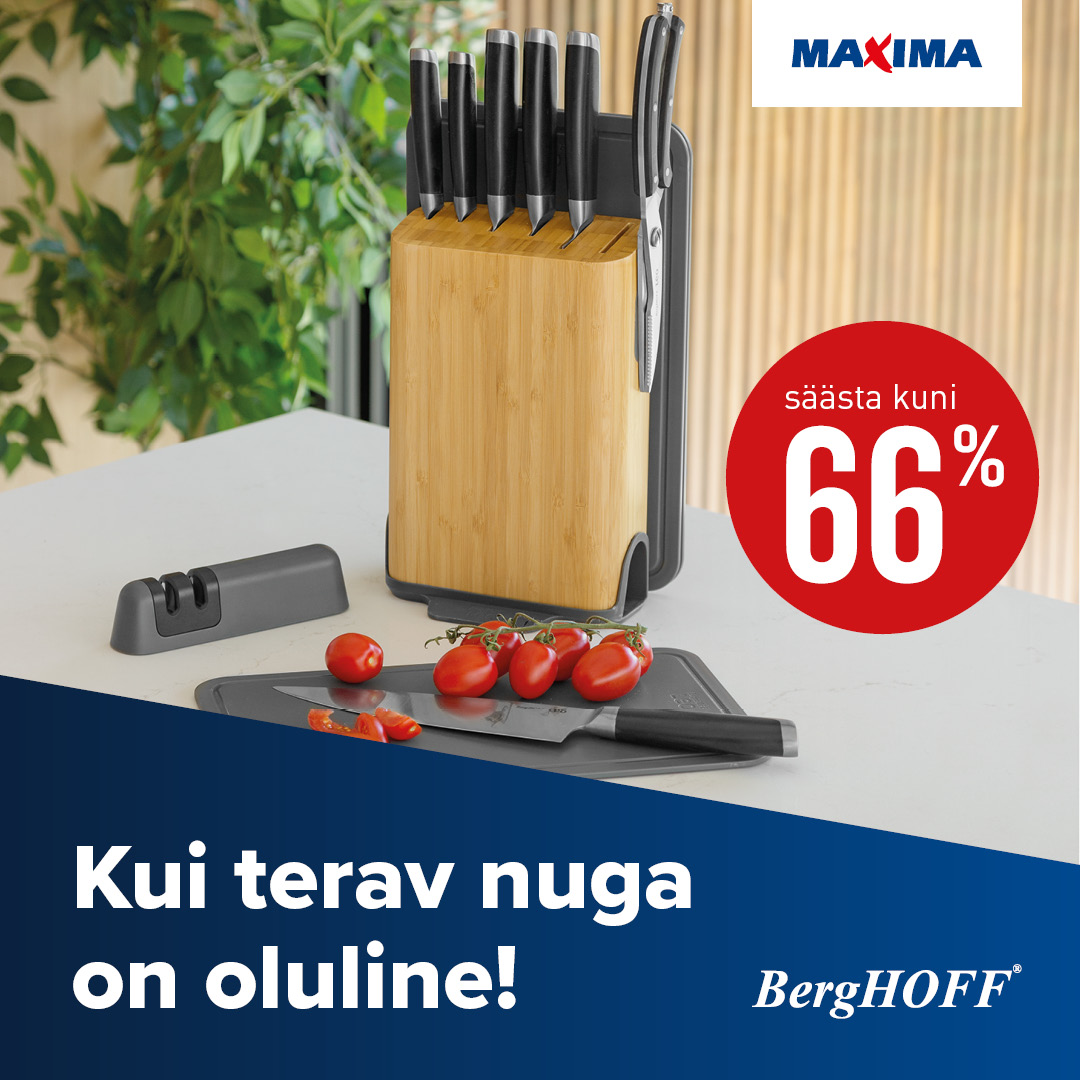 MAXIMA
säästa kuni
66%
Kui terav nuga
on oluline!
BergHOFF®